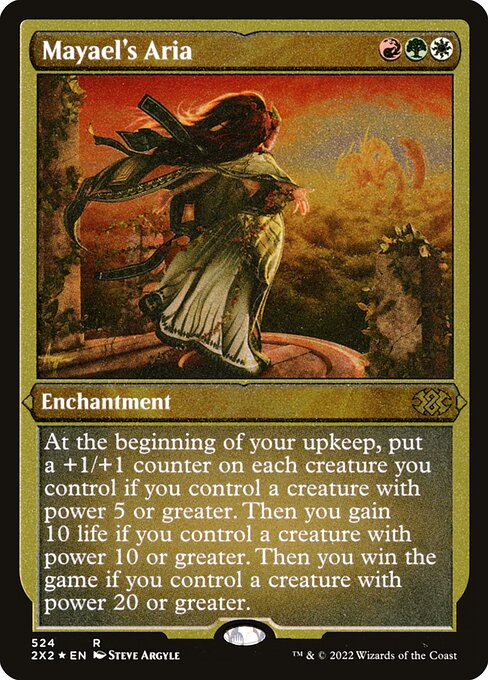 Mayael's Aria
Enchantment
At the beginning of your upkeep, put
a +1/+1 counter on each creature you
control if you control a creature with
power 5 or greater. Then you gain
10 life if you control a creature with
power 10 or greater. Then you win the
game if you control a creature with
power 20 or greater.
524 R
2X2 ★ EN STEVE ARGYLE
™ & © 2022 Wizards of the Coast